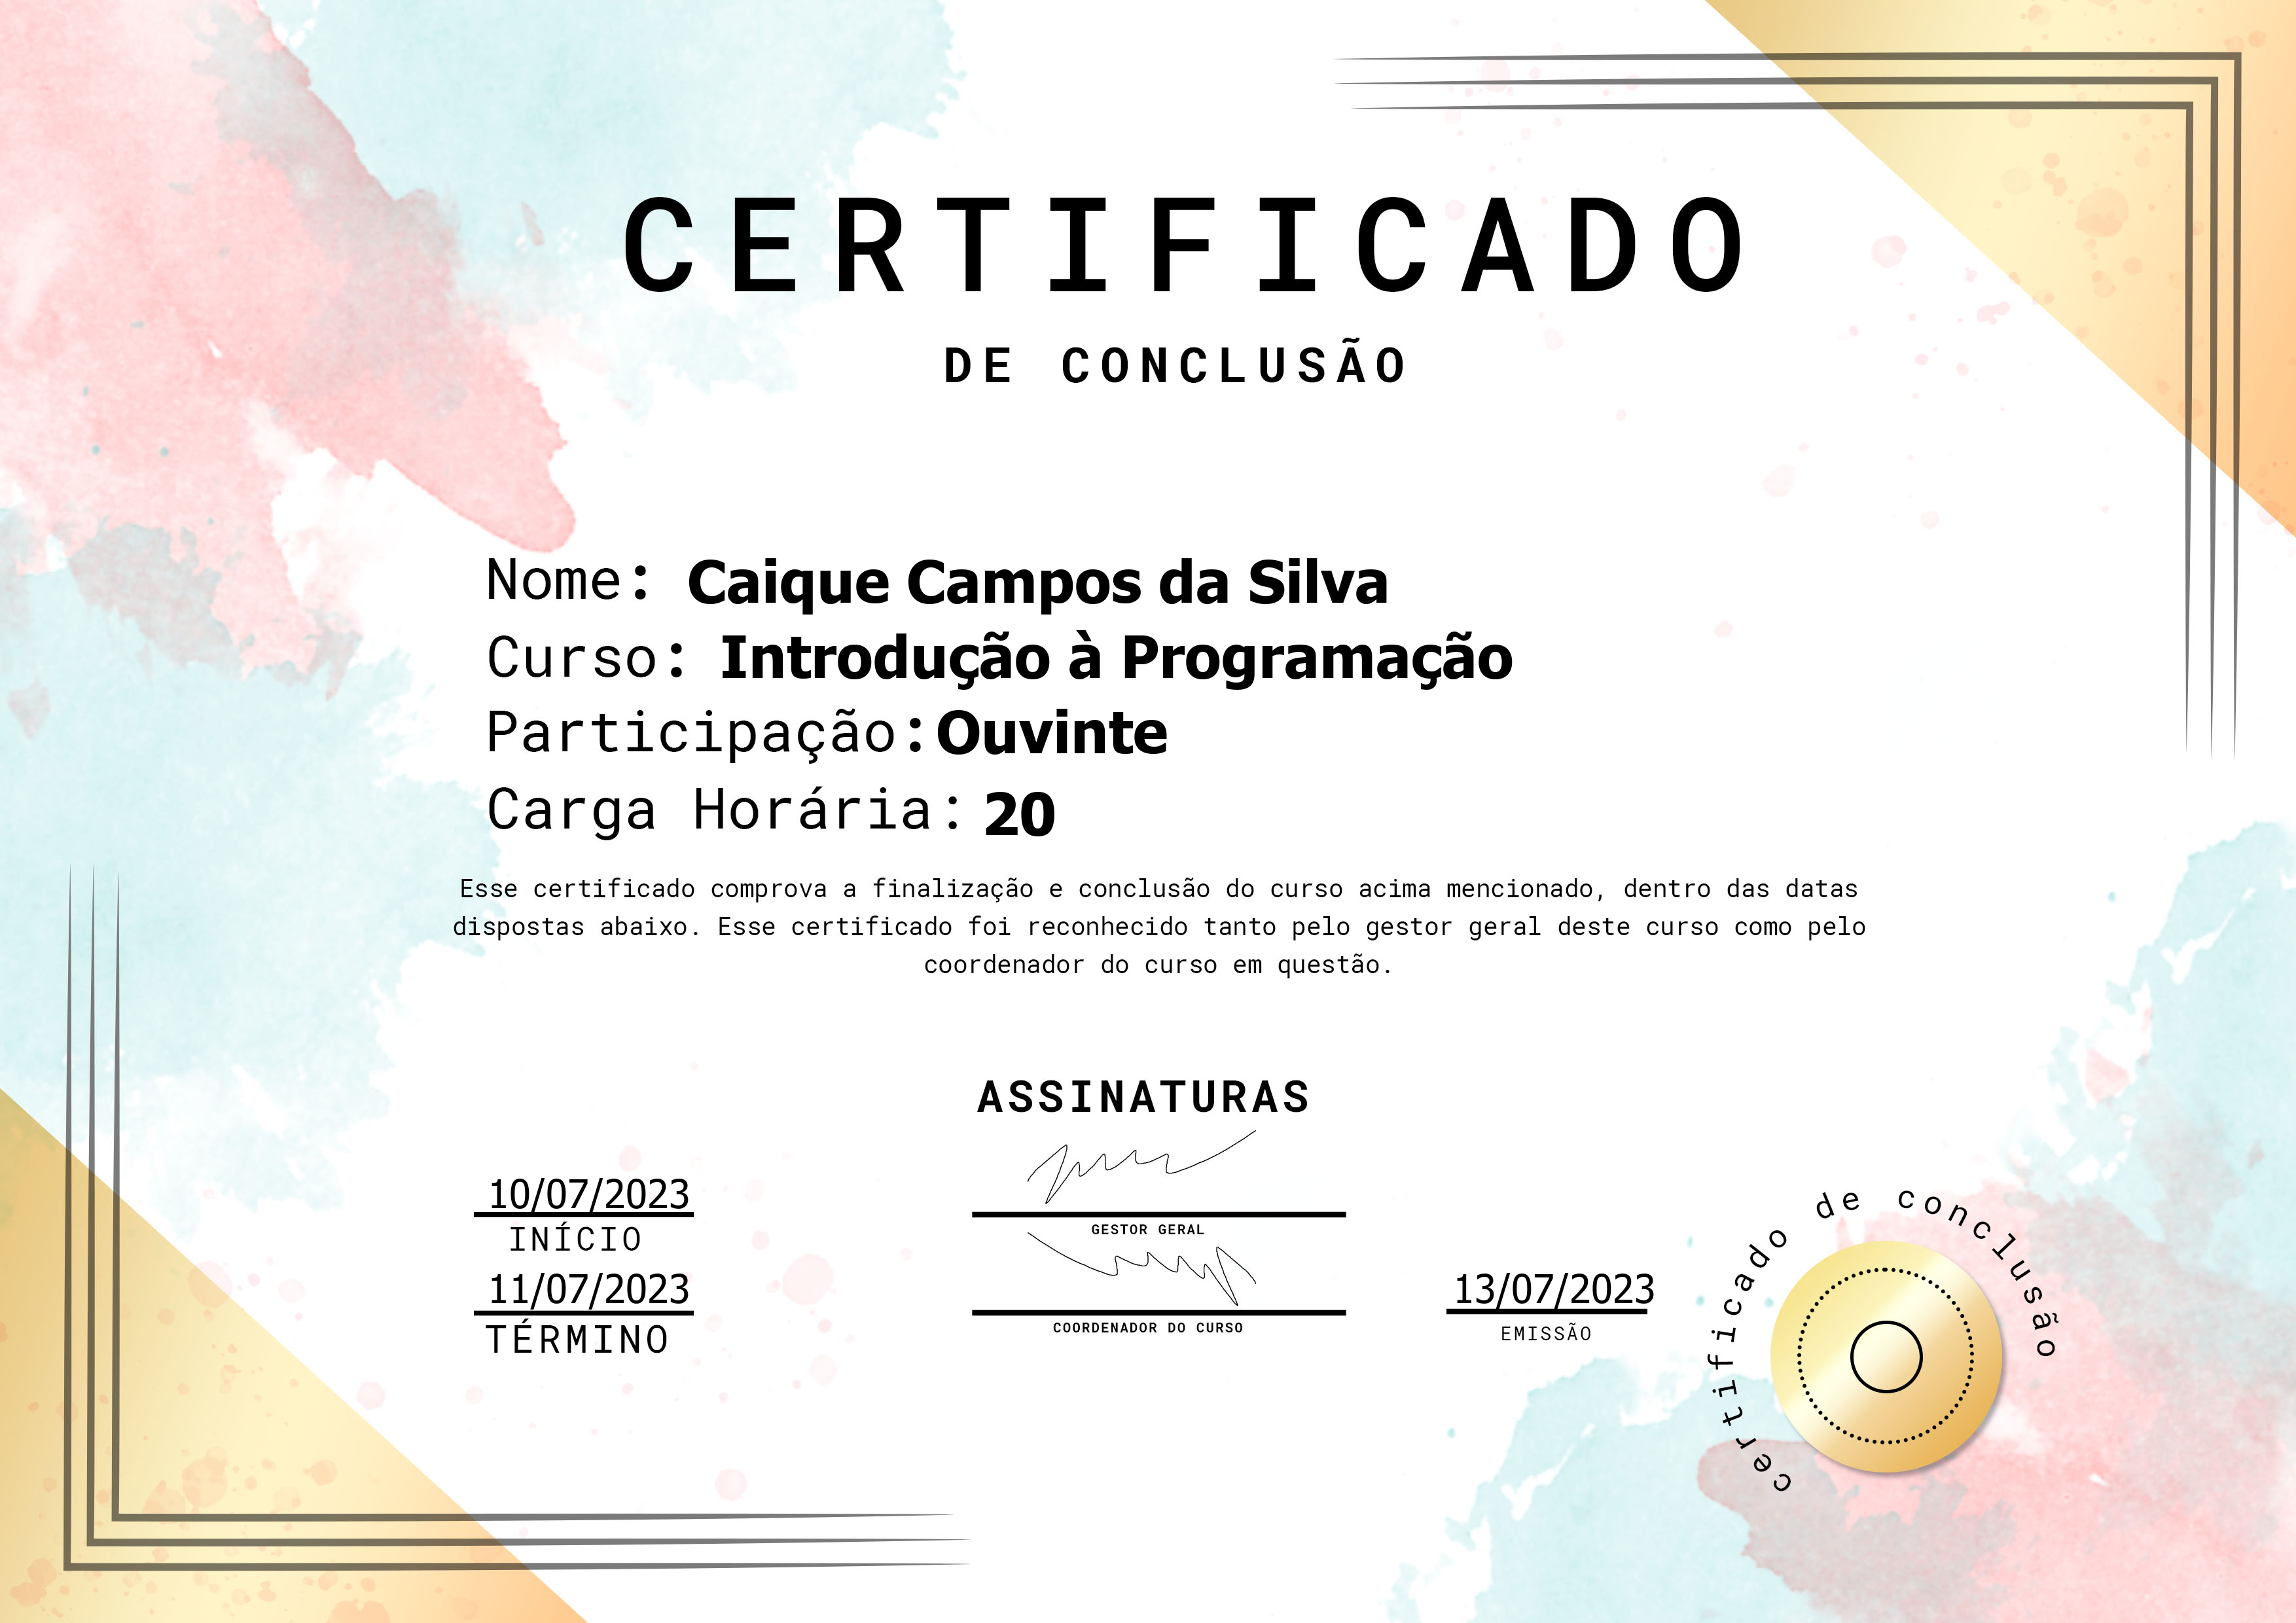 CERTIFICADO
DE CONCLUSÃO
Nome: Caique Campos da Silva
Curso: Introdução à Programação
Participação: Ouvinte
Carga Horária: 20
Esse certificado comprova a finalização e conclusão do curso acima mencionado, dentro das datas
dispostas abaixo. Esse certificado foi reconhecido tanto pelo gestor geral deste curso como pelo
coordenador do curso em questão.
ASSINATURAS
10/07/2023
INÍCIO
GESTOR GERAL
11/07/2023
TÉRMINO
COORDENADOR DO CURSO
13/07/2023
EMISSÃO
certificado de conclusão